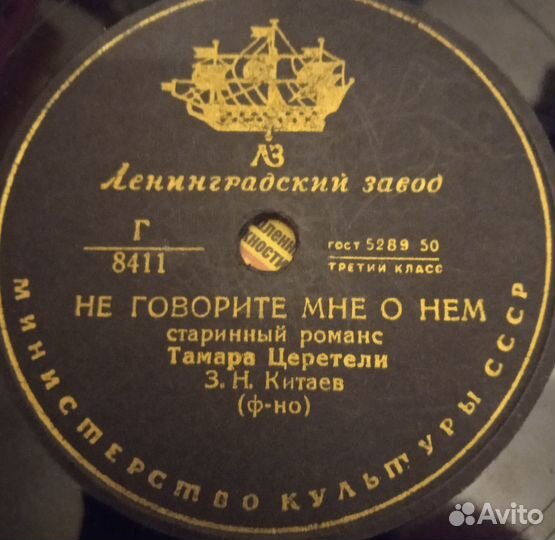 ЛЗ
Ленинградский завод
Г
8411
ГОСТ 5289 50
ТРЕТИЙ КЛАСС
НЕ ГОВОРИТЕ МНЕ О НЕМ
старинный романс
Тамара Церетели
З. Н. Китаев
(ф-но)
МИНИСТЕРСТВО КУЛЬТУРЫ СССР
Avito